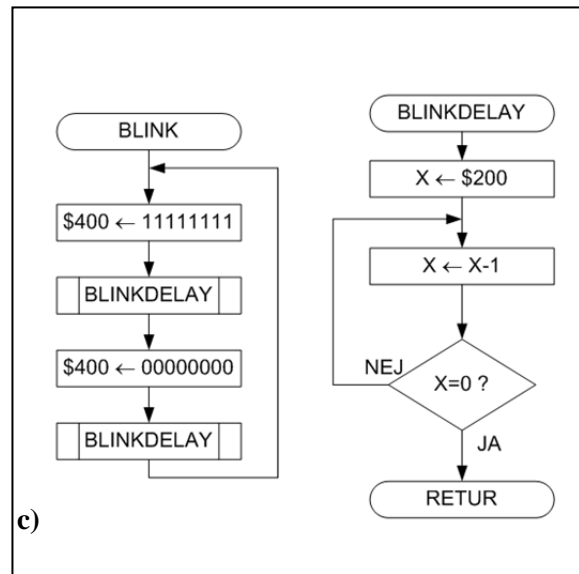 BLINK
$400 ← 11111111
BLINKDELAY
$400 ← 00000000
BLINKDELAY
BLINKDELAY
X ← $200
X ← X-1
NEJ
X=0 ?
JA
RETUR
c)